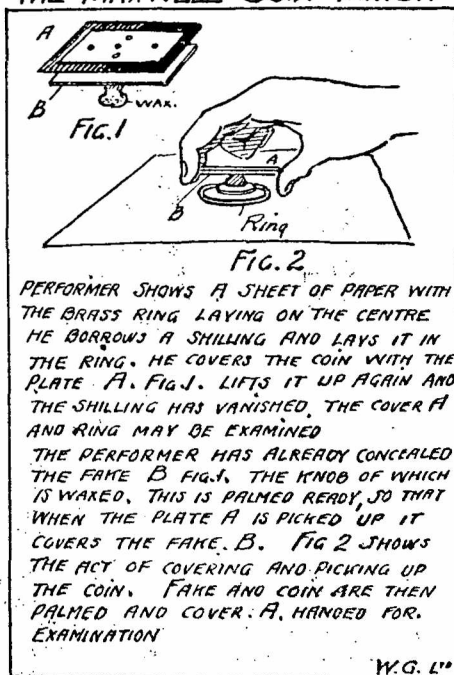 THE MAXWELL COIN VANISH
A
B
WAX.
FIG.1
A
B
Ring
FIG. 2
PERFORMER SHOWS A SHEET OF PAPER WITH
THE BRASS RING LAYING ON THE CENTRE
HE BORROWS A SHILLING AND LAYS IT IN
THE RING. HE COVERS THE COIN WITH THE
PLATE A. FIG.1. LIFTS IT UP AGAIN AND
THE SHILLING HAS VANISHED, THE COVER A
AND RING MAY BE EXAMINED
THE PERFORMER HAS ALREADY CONCEALED
THE FAKE B FIG.1. THE KNOB OF WHICH
IS WAXED. THIS IS PALMED READY, SO THAT
WHEN THE PLATE A IS PICKED UP IT
COVERS THE FAKE. B. FIG 2 SHOWS
THE ACT OF COVERING AND PICKING UP
THE COIN. FAKE AND COIN ARE THEN
PALMED AND COVER. A. HANDED FOR.
EXAMINATION
W.G. LTD